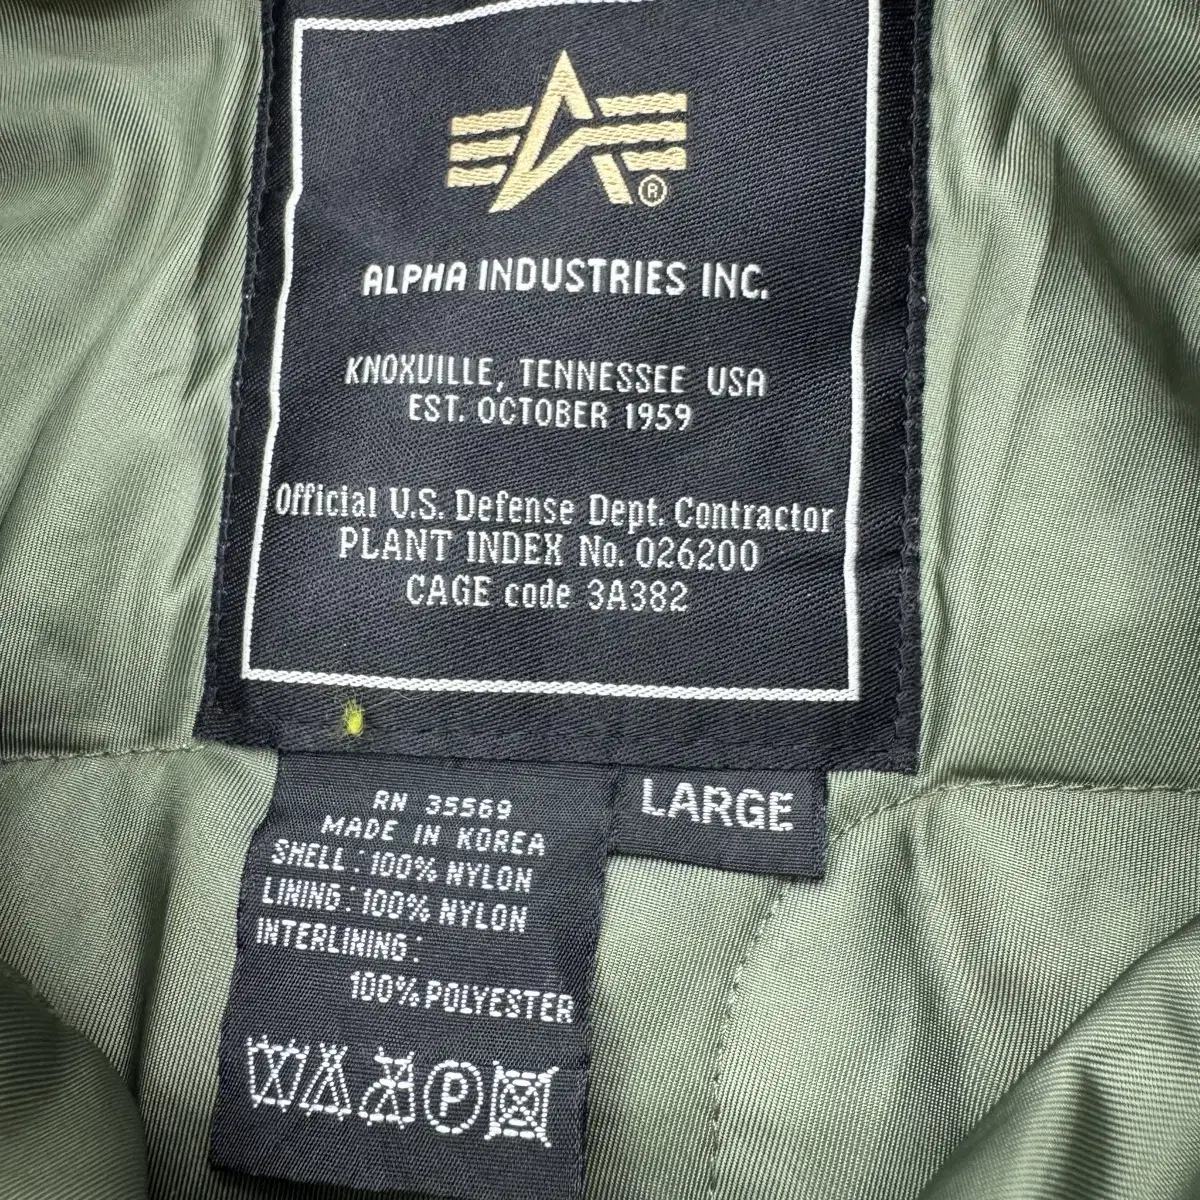 ®
ALPHA INDUSTRIES INC.
KNOXVILLE, TENNESSEE USA
EST. OCTOBER 1959
Official U.S. Defense Dept. Contractor
PLANT INDEX No. 026200
CAGE code 3A382
LARGE
RN 35569
MADE IN KOREA
SHELL : 100% NYLON
LINING : 100% NYLON
INTERLINING :
100% POLYESTER
P